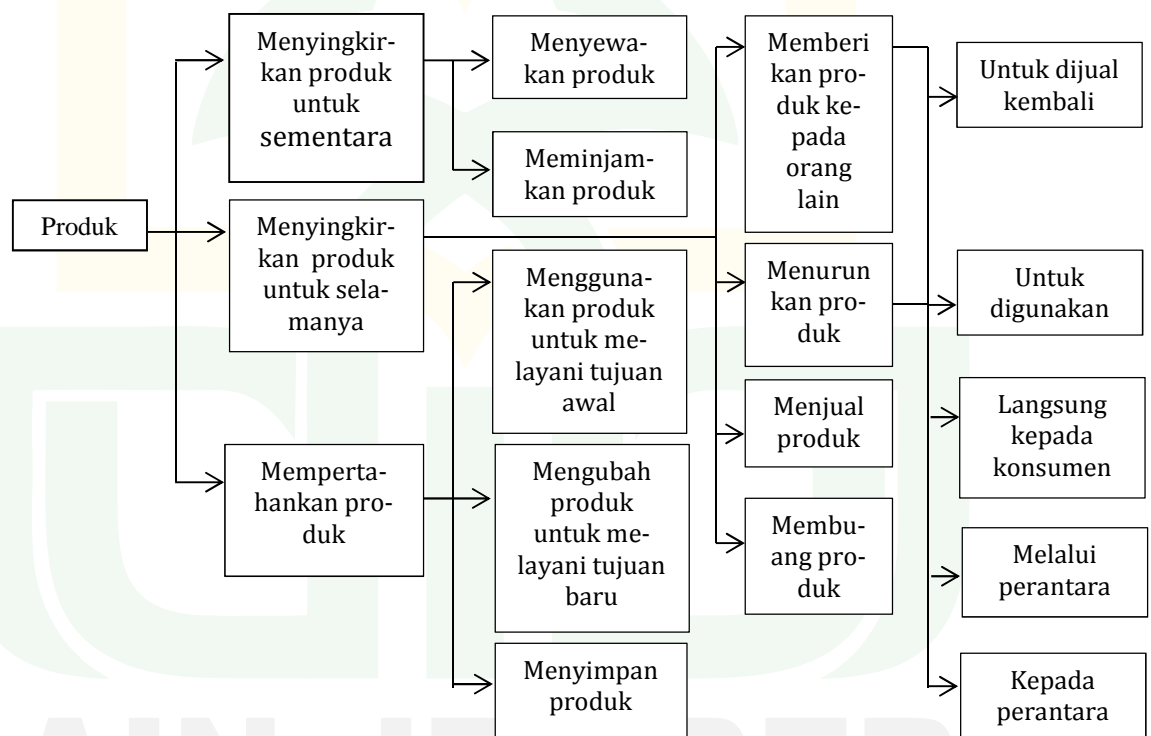 Produk
Menyingkir-
kan produk
untuk
sementara
Menyingkir-
kan produk
untuk sela-
manya
Memperta-
hankan pro-
duk
Menyewa-
kan produk
Meminjam-
kan produk
Mengguna-
kan produk
untuk me-
layani tujuan
awal
Mengubah
produk
untuk me-
layani tujuan
baru
Menyimpan
produk
Memberi
kan pro-
duk ke-
pada
orang
lain
Menurun
kan pro-
duk
Menjual
produk
Membu-
ang pro-
duk
Untuk dijual
kembali
Untuk
digunakan
Langsung
kepada
konsumen
Melalui
perantara
Kepada
perantara